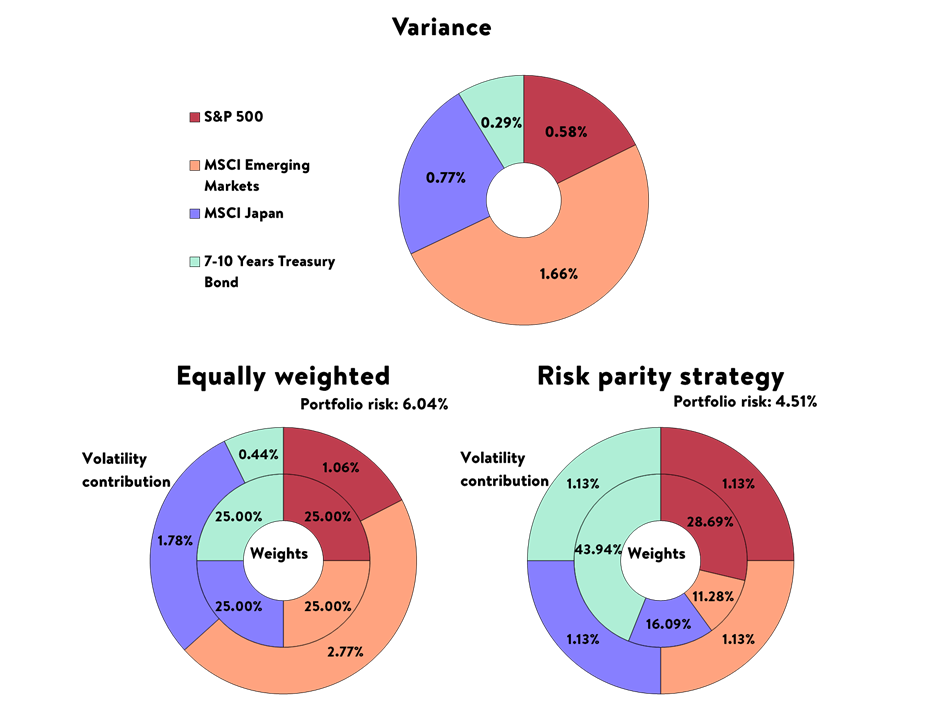 Variance
S&P 500
MSCI Emerging
Markets
MSCI Japan
7-10 Years Treasury
Bond
0.29%
0.58%
0.77%
1.66%
Equally weighted
Portfolio risk: 6.04%
Volatility
contribution
0.44%
1.06%
25.00%
25.00%
1.78%
Weights
25.00%
25.00%
2.77%
Risk parity strategy
Portfolio risk: 4.51%
Volatility
contribution
1.13%
1.13%
28.69%
43.94%
Weights
11.28%
16.09%
1.13%
1.13%